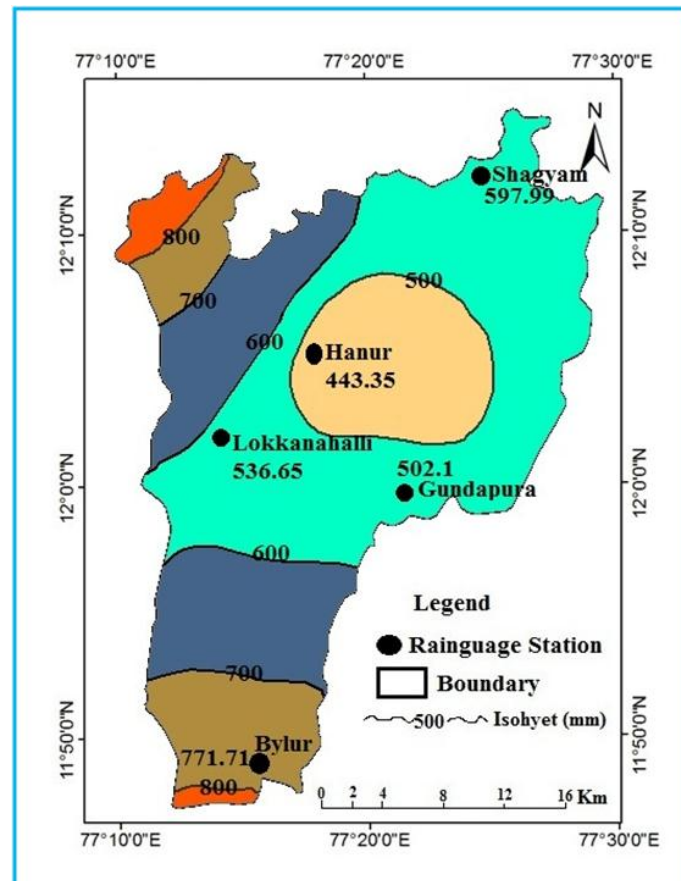 77°10'0"E 77°20'0"E 77°30'0"E
N
Shagyam
597.99
12°10'0"N 12°10'0"N
800
700
500
600
Hanur
443.35
Lokkanahalli
536.65
502.1
Gundapura
12°0'0"N 12°0'0"N
600
Legend
Rainguage Station
Boundary
500 Isohyet (mm)
700
11°50'0"N 11°50'0"N
Bylur
771.71
800
0 2 4 8 12 16 Km
77°10'0"E 77°20'0"E 77°30'0"E